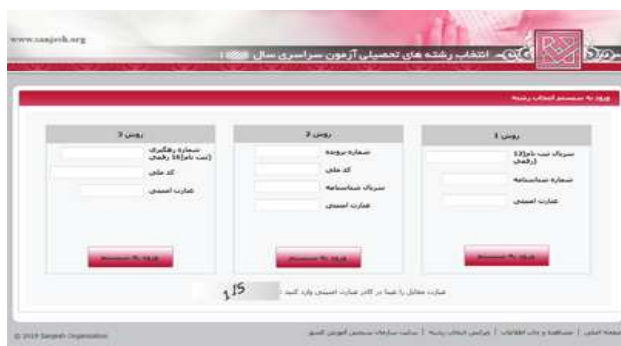 www.sanjesh.org
انتخاب رشته های تحصیلی آزمون سراسری سال
ورود به سیستم انتخاب رشته
روش 1
سریال ثبت نام(12 رقمی)
شماره شناسنامه
عبارت امنیتی
ورود به سیستم
روش 2
شماره پرونده
کد ملی
سریال شناسنامه
عبارت امنیتی
ورود به سیستم
روش 3
شماره رهگیری
(ثبت نام)16 رقمی
کد ملی
عبارت امنیتی
ورود به سیستم
عبارت مقابل را عینا در کادر عبارت امنیتی وارد کنید :
صفحه اصلی | مشاهده و چاپ اطلاعات | ویرایش انتخاب رشته | سایت سازمان سنجش آموزش کشور
© 2019 Sanjesh Organization